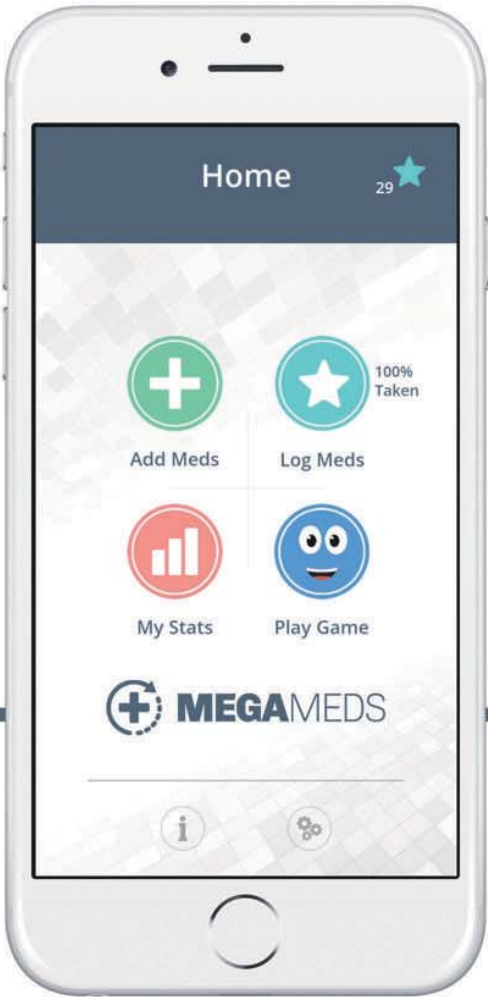 Home
29
100%
Taken
Add Meds
Log Meds
My Stats
Play Game
MEGAMEDS
i